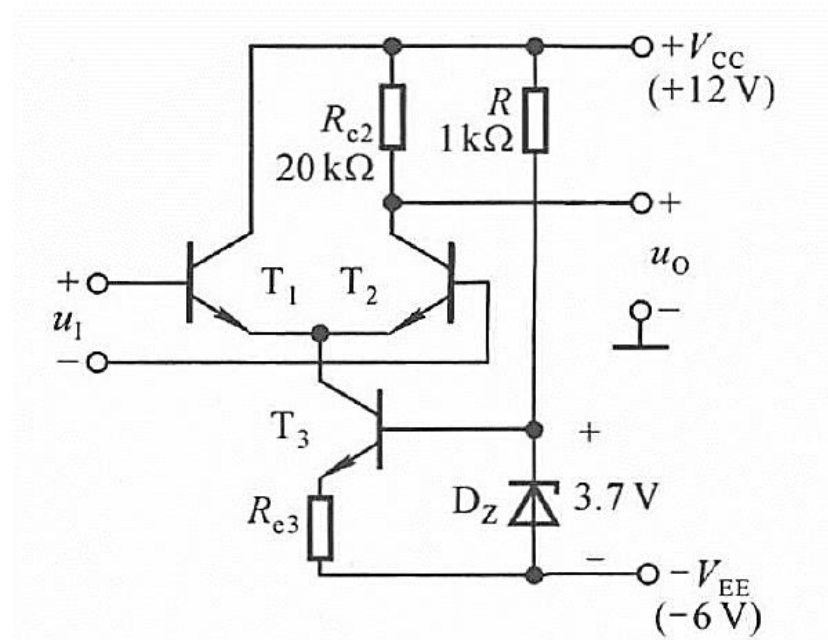 +V_CC
(+12 V)
R_c2
20 kΩ
R
1 kΩ
+
u_O
−
+
u_I
−
T_1
T_2
T_3
R_e3
+
D_Z
3.7 V
−
−V_EE
(−6 V)